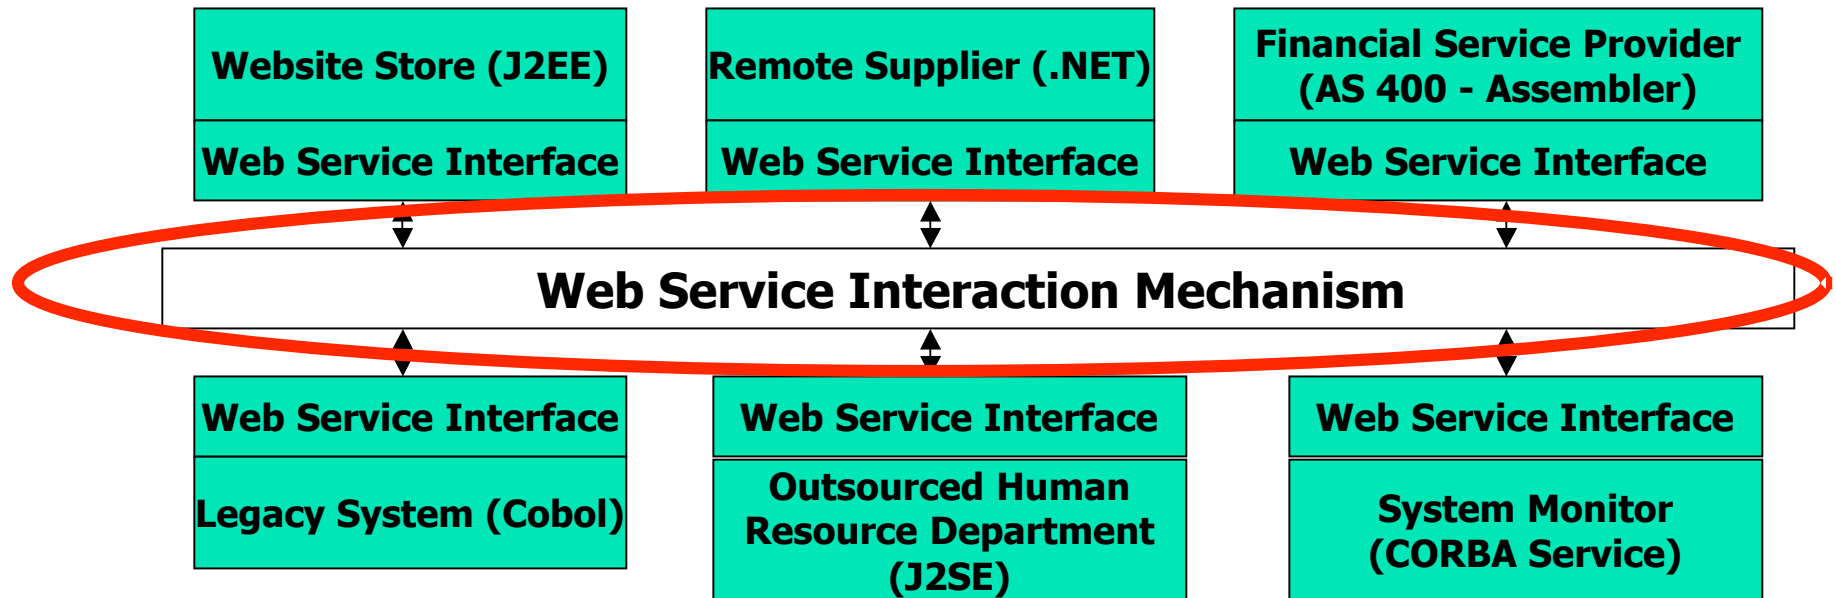 Website Store (J2EE)
Remote Supplier (.NET)
Financial Service Provider
(AS 400 - Assembler)
Web Service Interface
Web Service Interface
Web Service Interface
Web Service Interaction Mechanism
Web Service Interface
Web Service Interface
Web Service Interface
Legacy System (Cobol)
Outsourced Human
Resource Department
(J2SE)
System Monitor
(CORBA Service)